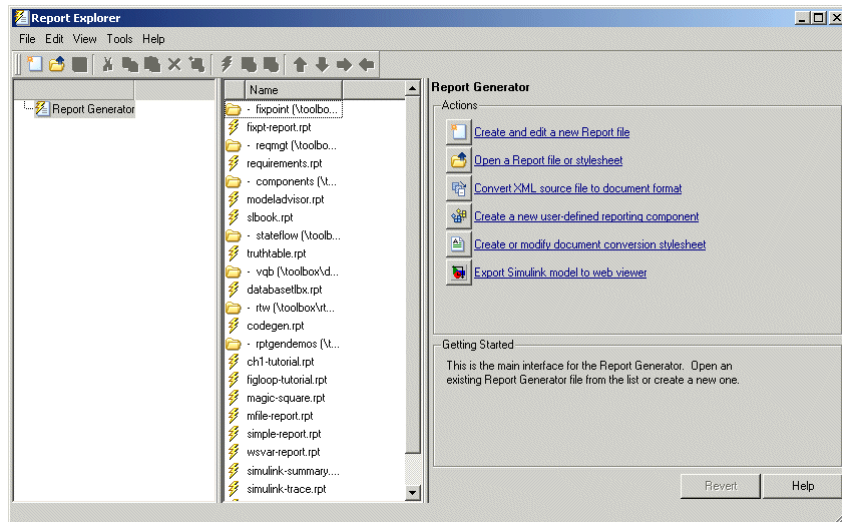 Report Explorer
File Edit View Tools Help
Report Generator
Name
- fixpoint (\toolbo...
fixpt-report.rpt
- reqmgt (\toolbo...
requirements.rpt
- components (\t...
modeladvisor.rpt
slbook.rpt
- stateflow (\toolb...
truthtable.rpt
- vqb (\toolbox\d...
databasetlbx.rpt
- rtw (\toolbox\rt...
codegen.rpt
- rptgendemos (\t...
ch1-tutorial.rpt
figloop-tutorial.rpt
magic-square.rpt
mfile-report.rpt
simple-report.rpt
wsvar-report.rpt
simulink-summary....
simulink-trace.rpt
Report Generator
Actions
Create and edit a new Report file
Open a Report file or stylesheet
Convert XML source file to document format
Create a new user-defined reporting component
Create or modify document conversion stylesheet
Export Simulink model to web viewer
Getting Started
This is the main interface for the Report Generator. Open an
existing Report Generator file from the list or create a new one.
Revert Help